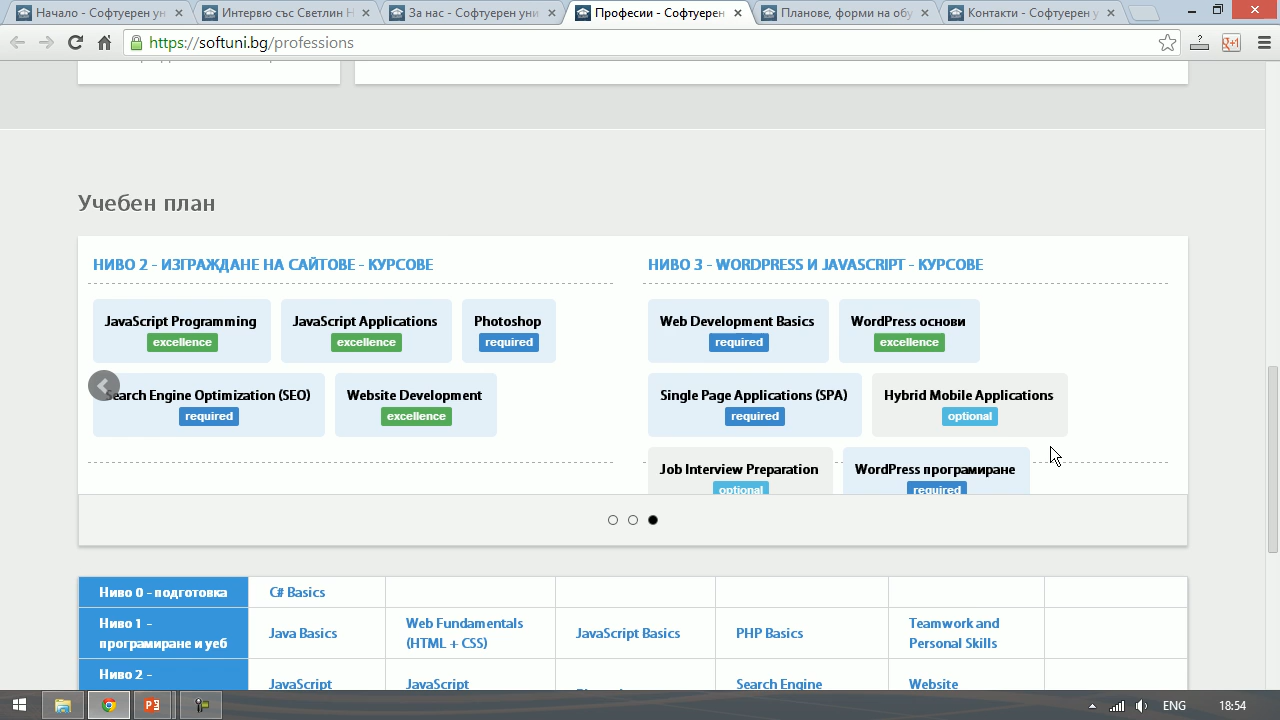 Начало - Софтуерен ун
Интервю със Светлин Н
За нас - Софтуерен уни
Професии - Софтуерен
Планове, форми на обу
Контакти - Софтуерен у
https://softuni.bg/professions
Учебен план
НИВО 2 - ИЗГРАЖДАНЕ НА САЙТОВЕ - КУРСОВЕ
JavaScript Programming
excellence
JavaScript Applications
excellence
Photoshop
required
Search Engine Optimization (SEO)
required
Website Development
excellence
НИВО 3 - WORDPRESS И JAVASCRIPT - КУРСОВЕ
Web Development Basics
required
WordPress основи
excellence
Single Page Applications (SPA)
required
Hybrid Mobile Applications
optional
Job Interview Preparation
optional
WordPress програмиране
required
Ниво 0 - подготовка
C# Basics
Ниво 1 -
програмиране и уеб
Java Basics
Web Fundamentals
(HTML + CSS)
JavaScript Basics
PHP Basics
Teamwork and
Personal Skills
Ниво 2 -
JavaScript
JavaScript
Search Engine
Website
ENG
18:54